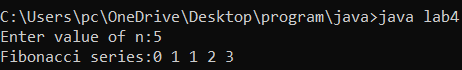 C:\Users\pc\OneDrive\Desktop\program\java>java lab4
Enter value of n:5
Fibonacci series:0 1 1 2 3